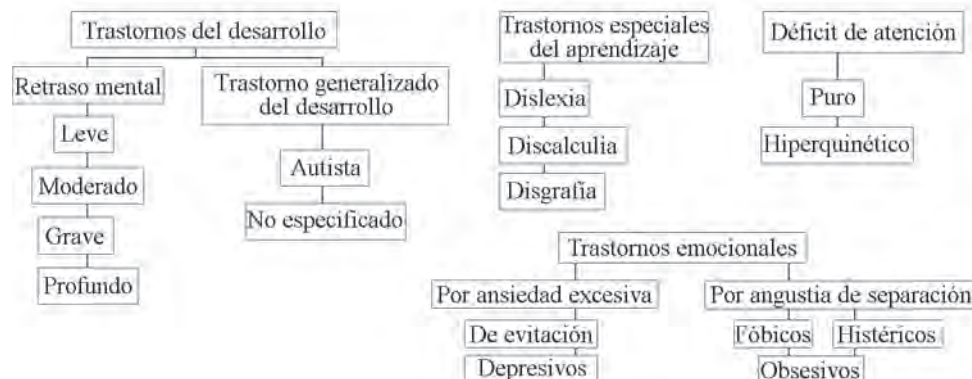 Trastornos del desarrollo
Retraso mental
Leve
Moderado
Grave
Profundo
Trastorno generalizado
del desarrollo
Autista
No especificado
Trastornos especiales
del aprendizaje
Dislexia
Discalculia
Disgrafía
Déficit de atención
Puro
Hiperquinético
Trastornos emocionales
Por ansiedad excesiva
De evitación
Depresivos
Por angustia de separación
Fóbicos
Histéricos
Obsesivos